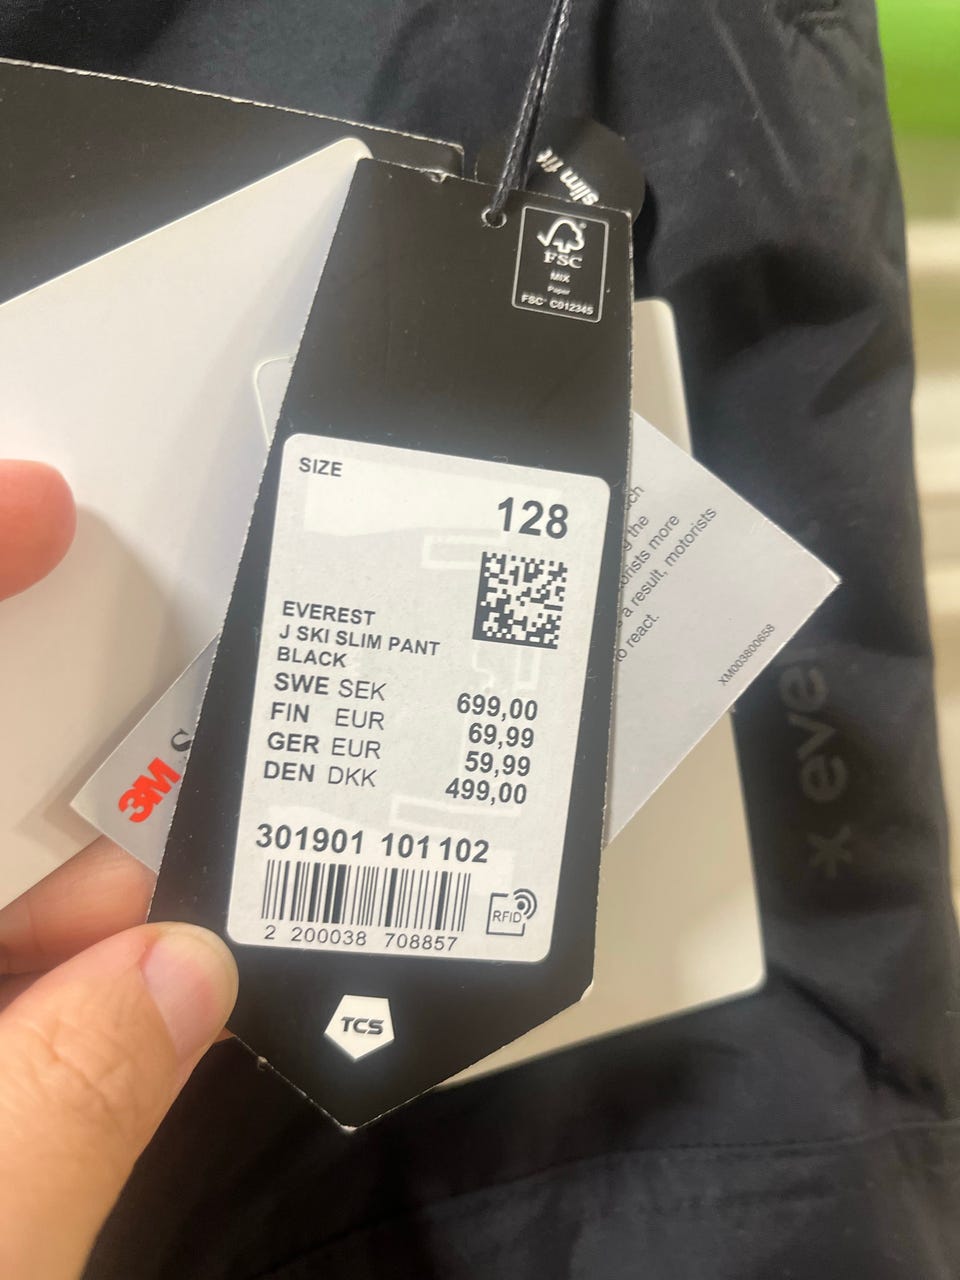 slim fit
FSC
MIX
Paper
FSC® C012345
SIZE
128
EVEREST
J SKI SLIM PANT
BLACK
SWE SEK 699,00
FIN EUR 69,99
GER EUR 59,99
DEN DKK 499,00
301901 101 102
2 200038 708857
RFID
TCS
3M
the
more
a result, motorists
to react.
XM003800658
eve